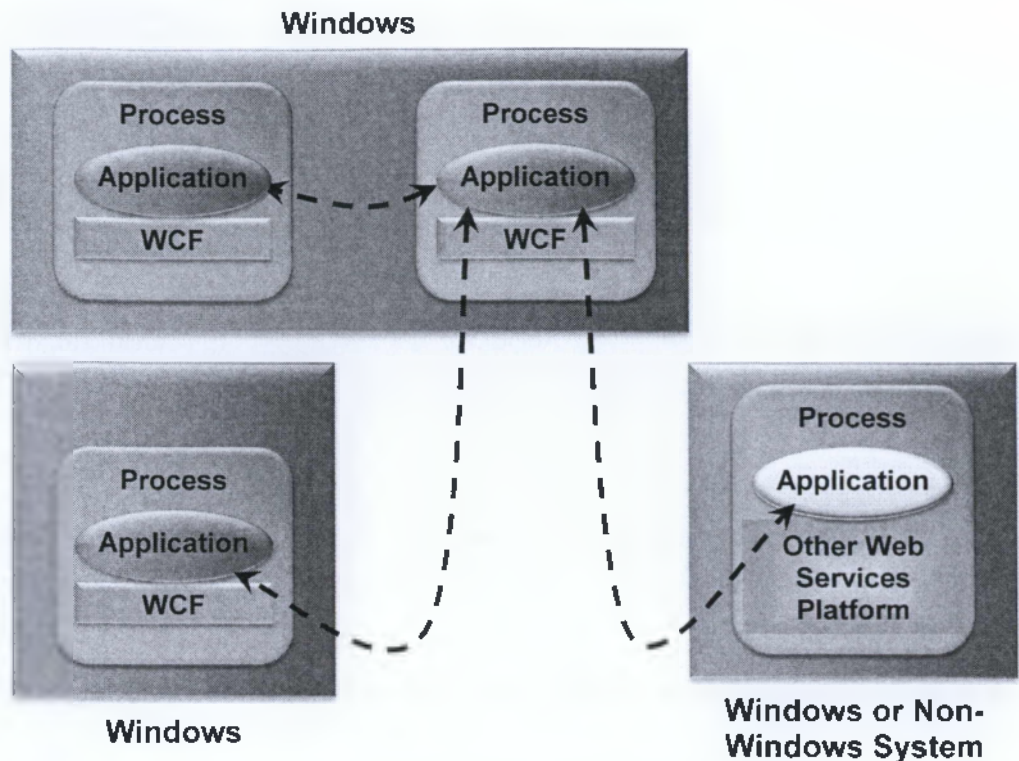 Windows
Process
Application
WCF
Process
Application
WCF
Process
Application
WCF
Windows
Process
Application
Other Web
Services
Platform
Windows or Non-
Windows System